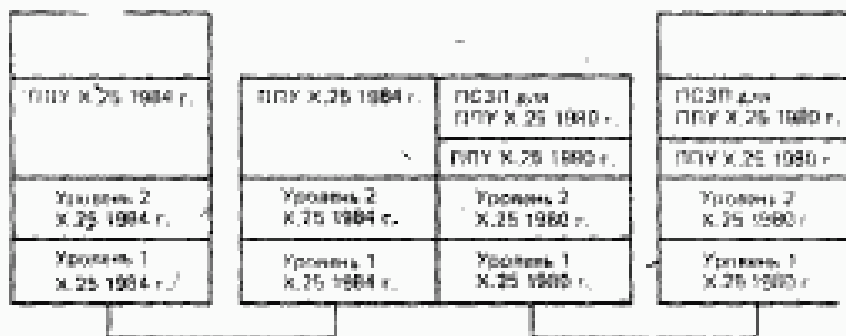 ППУ X.25 1984 г.
Уровень 2
X.25 1984 г.
Уровень 1
X.25 1984 г.
ППУ X.25 1984 г.
Уровень 2
X.25 1984 г.
Уровень 1
X.25 1984 г.
ПСЗП для
ППУ X.25 1980 г.
ППУ X.25 1980 г.
Уровень 2
X.25 1980 г.
Уровень 1
X.25 1980 г.
ПСЗП для
ППУ X.25 1980 г.
ППУ X.25 1980 г
Уровень 2
X.25 1980 г
Уровень 1
X.25 1980 г